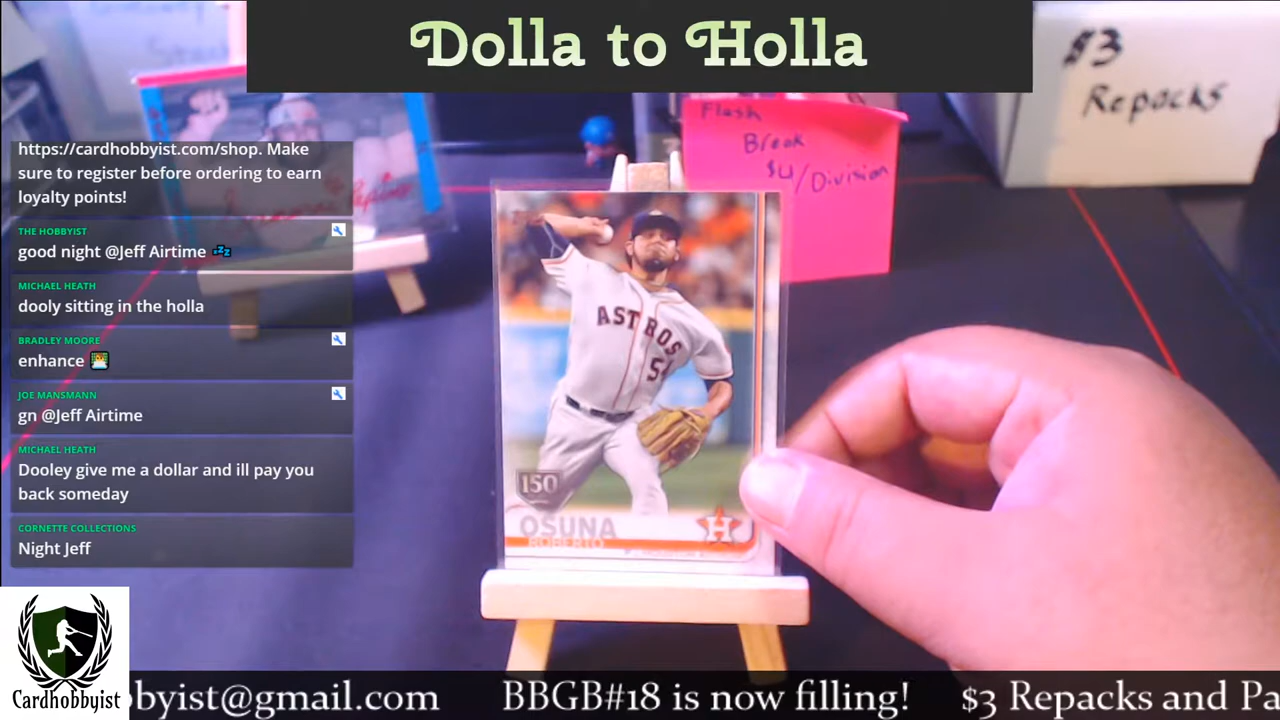 Dolla to Holla
$3
Repacks
Flash
Break
$4/Division
https://cardhobbyist.com/shop. Make
sure to register before ordering to earn
loyalty points!
THE HOBBYIST
good night @Jeff Airtime
MICHAEL HEATH
dooly sitting in the holla
BRADLEY MOORE
enhance
JOE MANSMANN
gn @Jeff Airtime
MICHAEL HEATH
Dooley give me a dollar and ill pay you
back someday
CORNETTE COLLECTIONS
Night Jeff
ASTROS
54
150
OSUNA
ROBERTO
H
Cardhobbyist
bbyist@gmail.com BBGB#18 is now filling! $3 Repacks and Pa